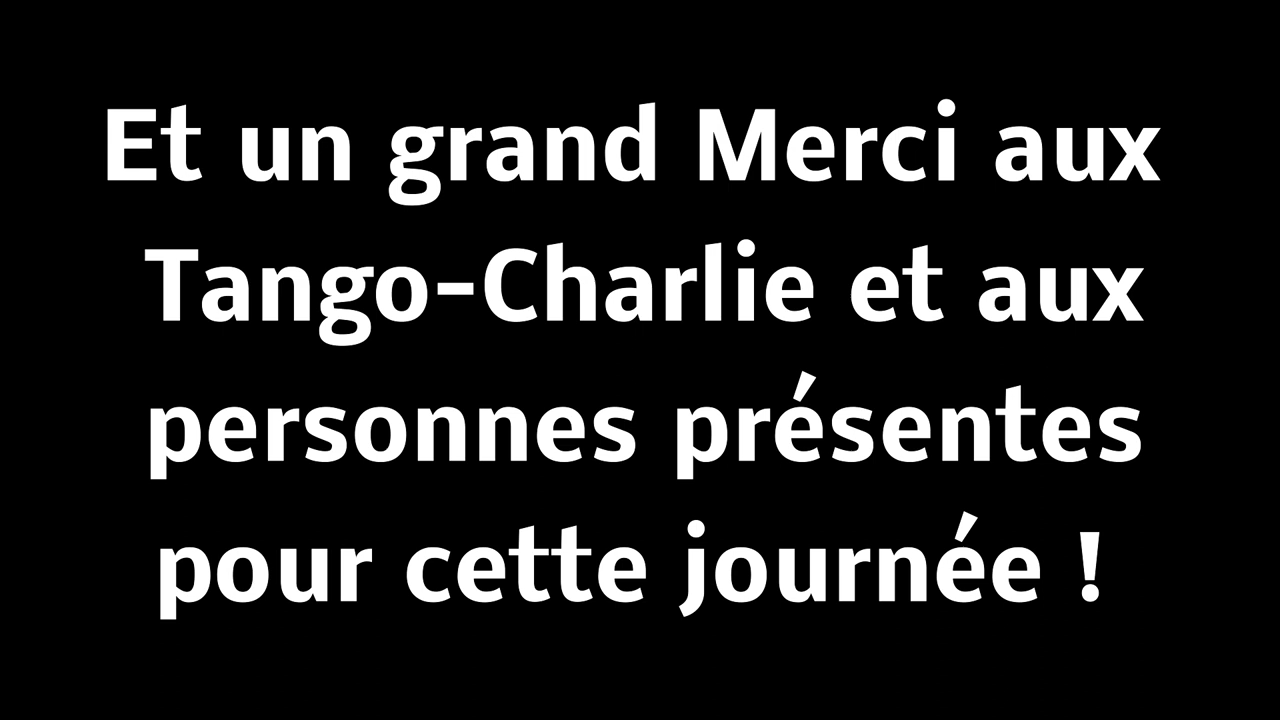 Et un grand Merci aux
Tango-Charlie et aux
personnes présentes
pour cette journée !